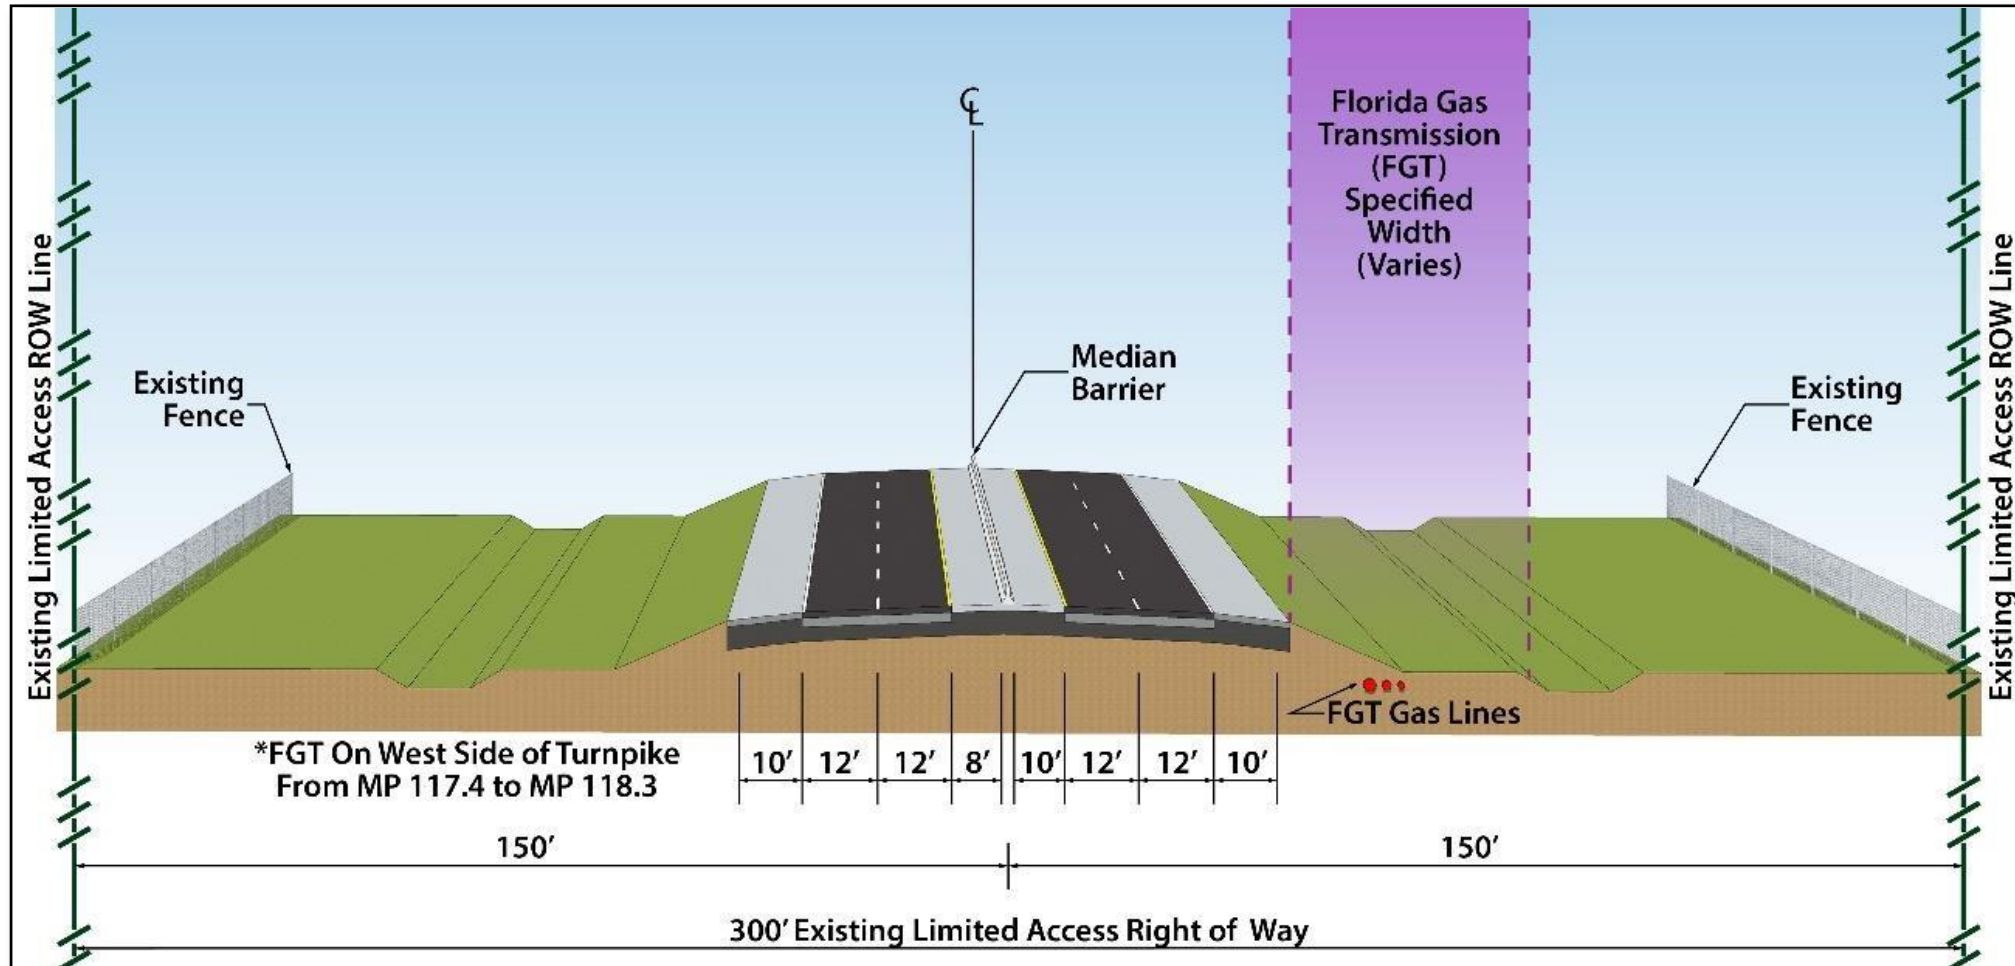 ℄
Florida Gas
Transmission
(FGT)
Specified
Width
(Varies)
Existing Limited Access ROW Line
Existing
Fence
Median
Barrier
Existing
Fence
Existing Limited Access ROW Line
FGT Gas Lines
*FGT On West Side of Turnpike
From MP 117.4 to MP 118.3
10' 12' 12' 8' 10' 12' 12' 10'
150' 150'
300' Existing Limited Access Right of Way